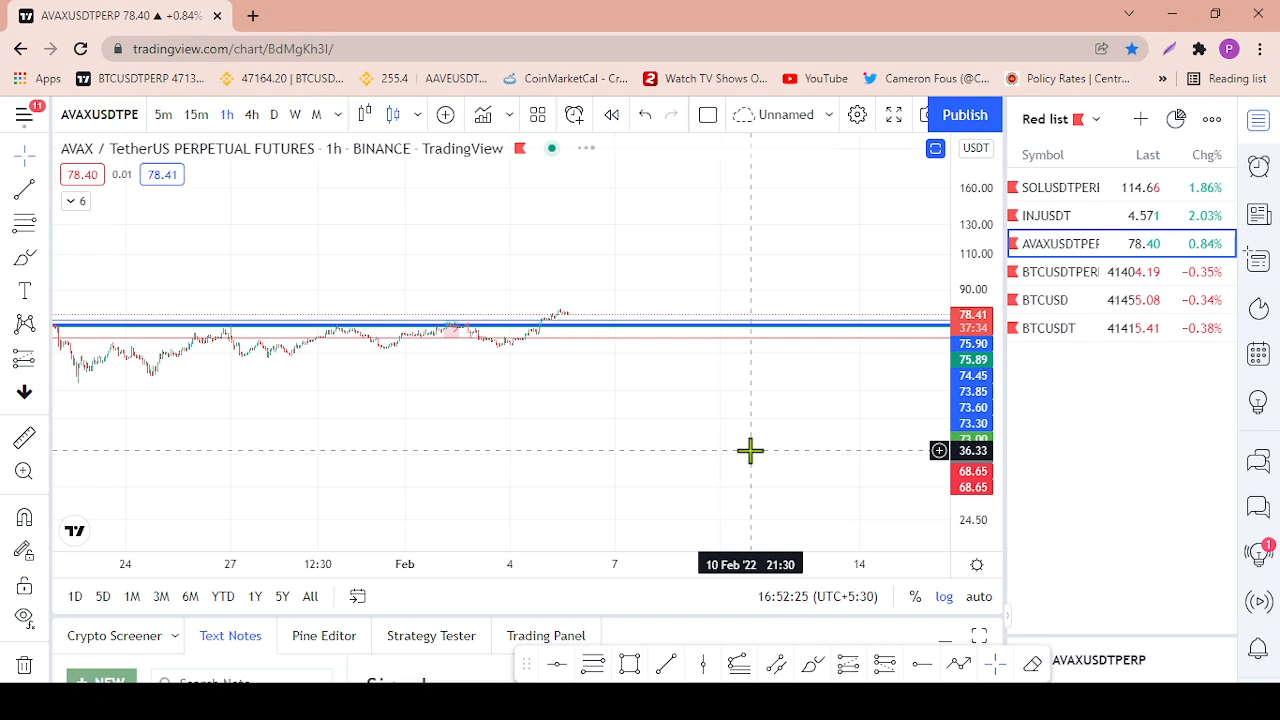 AVAXUSDTPERP 78.40 ▲ +0.84%
tradingview.com/chart/BdMgKh3I/
Apps BTCUSDTPERP 4713... 47164.20 | BTCUSD... 255.4 AAVEUSDT... CoinMarketCal - Cr... Watch TV Shows O... YouTube Cameron Fous (@C... Policy Rates | Centr... » Reading list
11 AVAXUSDTPE 5m 15m 1h 4h D W M Unnamed Publish Red list
AVAX / TetherUS PERPETUAL FUTURES · 1h · BINANCE · TradingView USDT
Symbol Last Chg%
78.40 0.01 78.41
6
SOLUSDTPERI 114.66 1.86%
INJUSDT 4.571 2.03%
AVAXUSDTPEF 78.40 0.84%
BTCUSDTPERI 41404.19 −0.35%
BTCUSD 41455.08 −0.34%
BTCUSDT 41415.41 −0.38%
160.00
130.00
110.00
90.00
78.41
37:34
75.90
75.89
74.45
73.85
73.60
73.30
73.00
36.33
68.65
68.65
24.50
1
24 27 12:30 Feb 4 7 10 Feb '22 21:30 14
1D 5D 1M 3M 6M YTD 1Y 5Y All 16:52:25 (UTC+5:30) % log auto
Crypto Screener Text Notes Pine Editor Strategy Tester Trading Panel
AVAXUSDTPERP
+ NEW Search Note